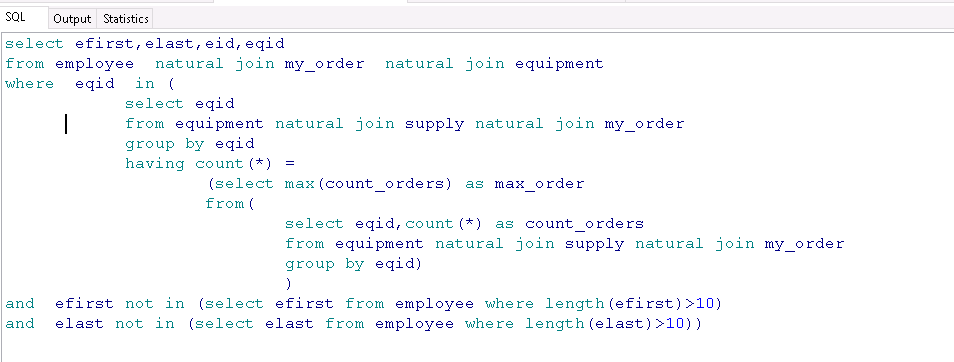 SQL Output Statistics
select efirst,elast,eid,eqid
from employee  natural join my_order  natural join equipment
where  eqid  in (
            select eqid
            from equipment natural join supply natural join my_order
            group by eqid
            having count(*) =
                    (select max(count_orders) as max_order
                    from(
                            select eqid,count(*) as count_orders
                            from equipment natural join supply natural join my_order
                            group by eqid)
                            )
and  efirst not in (select efirst from employee where length(efirst)>10)
and  elast not in (select elast from employee where length(elast)>10))